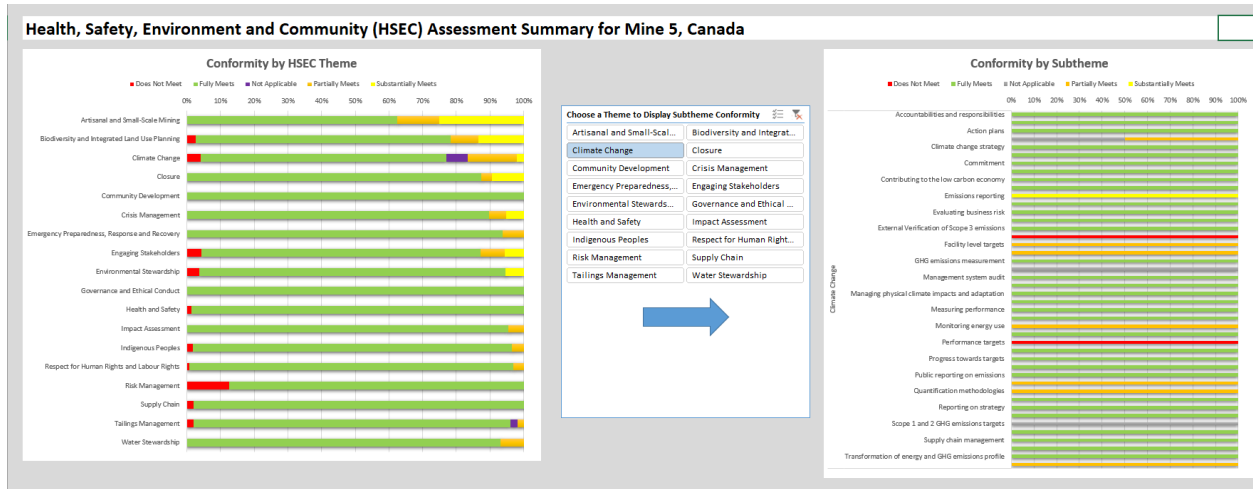 Health, Safety, Environment and Community (HSEC) Assessment Summary for Mine 5, Canada
Conformity by HSEC Theme
Does Not Meet Fully Meets Not Applicable Partially Meets Substantially Meets
0% 10% 20% 30% 40% 50% 60% 70% 80% 90% 100%
Artisanal and Small-Scale Mining
Biodiversity and Integrated Land Use Planning
Climate Change
Closure
Community Development
Crisis Management
Emergency Preparedness, Response and Recovery
Engaging Stakeholders
Environmental Stewardship
Governance and Ethical Conduct
Health and Safety
Impact Assessment
Indigenous Peoples
Respect for Human Rights and Labour Rights
Risk Management
Supply Chain
Tailings Management
Water Stewardship
Choose a Theme to Display Subtheme Conformity
Artisanal and Small-Scal... Biodiversity and Integrat...
Climate Change Closure
Community Development Crisis Management
Emergency Preparedness,... Engaging Stakeholders
Environmental Stewards... Governance and Ethical ...
Health and Safety Impact Assessment
Indigenous Peoples Respect for Human Right...
Risk Management Supply Chain
Tailings Management Water Stewardship
Conformity by Subtheme
Does Not Meet Fully Meets Not Applicable Partially Meets Substantially Meets
0% 10% 20% 30% 40% 50% 60% 70% 80% 90% 100%
Accountabilities and responsibilities
Action plans
Climate change strategy
Commitment
Contributing to the low carbon economy
Emissions reporting
Evaluating business risk
External Verification of Scope 3 emissions
Facility level targets
GHG emissions measurement
Management system audit
Managing physical climate impacts and adaptation
Measuring performance
Monitoring energy use
Performance targets
Progress towards targets
Public reporting on emissions
Quantification methodologies
Reporting on strategy
Scope 1 and 2 GHG emissions targets
Supply chain management
Transformation of energy and GHG emissions profile
Climate Change